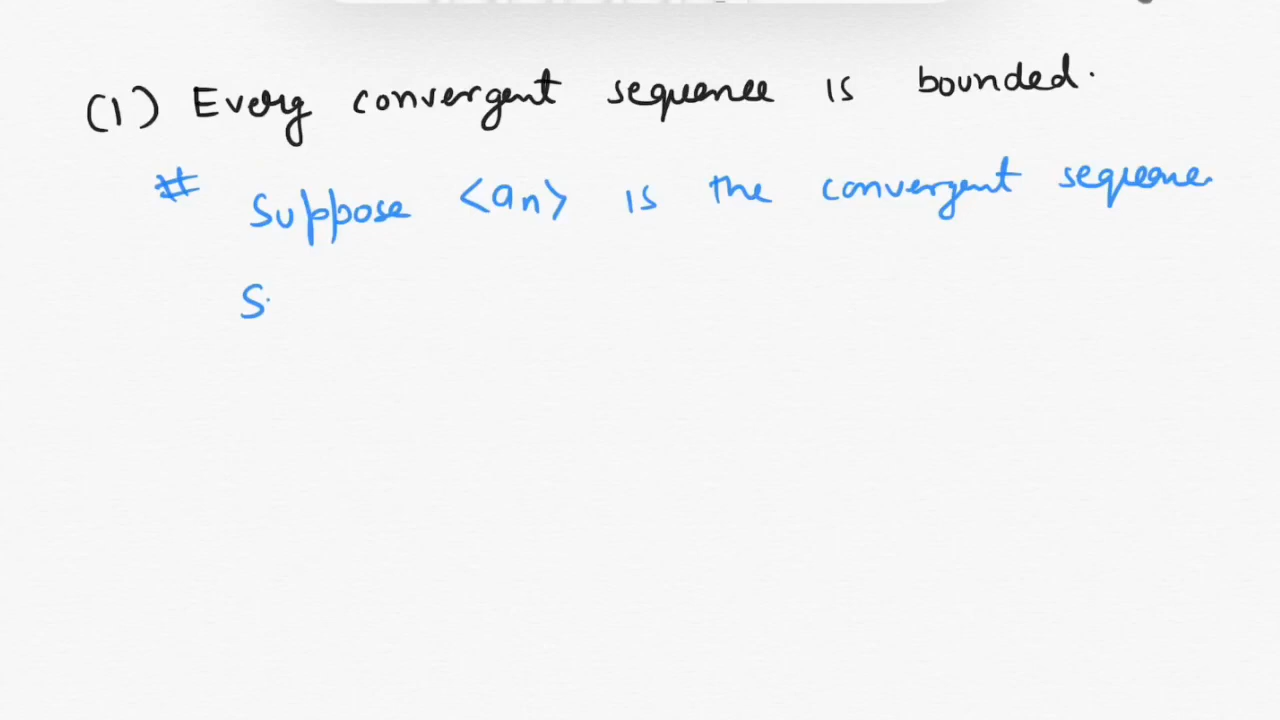 (1) Every convergent sequence is bounded.
# Suppose <an> is the convergent sequence
S